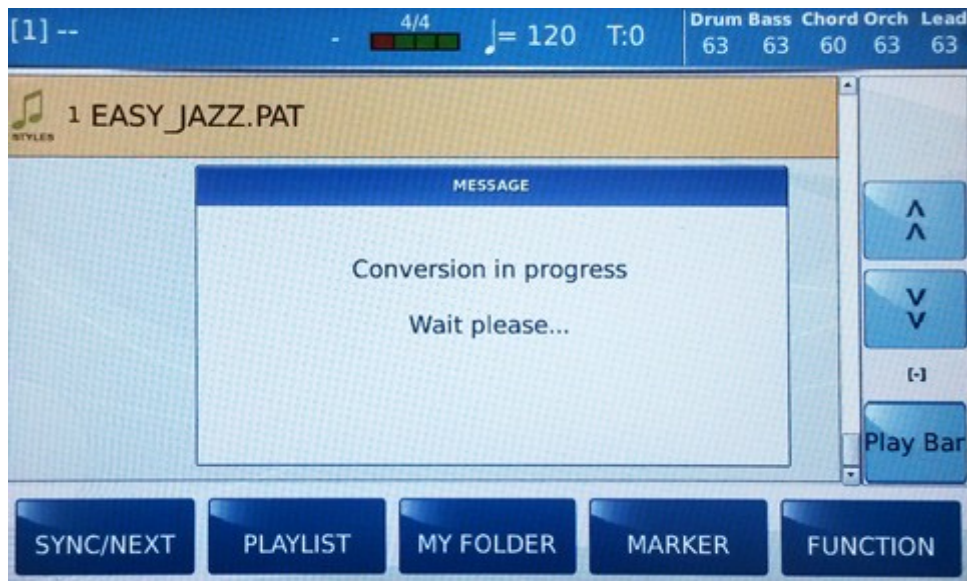 [1] -- - 4/4 = 120 T:0 Drum Bass Chord Orch Lead
63 63 60 63 63
STYLES 1 EASY_JAZZ.PAT
MESSAGE
Conversion in progress
Wait please...
[-]
Play Bar
SYNC/NEXT PLAYLIST MY FOLDER MARKER FUNCTION